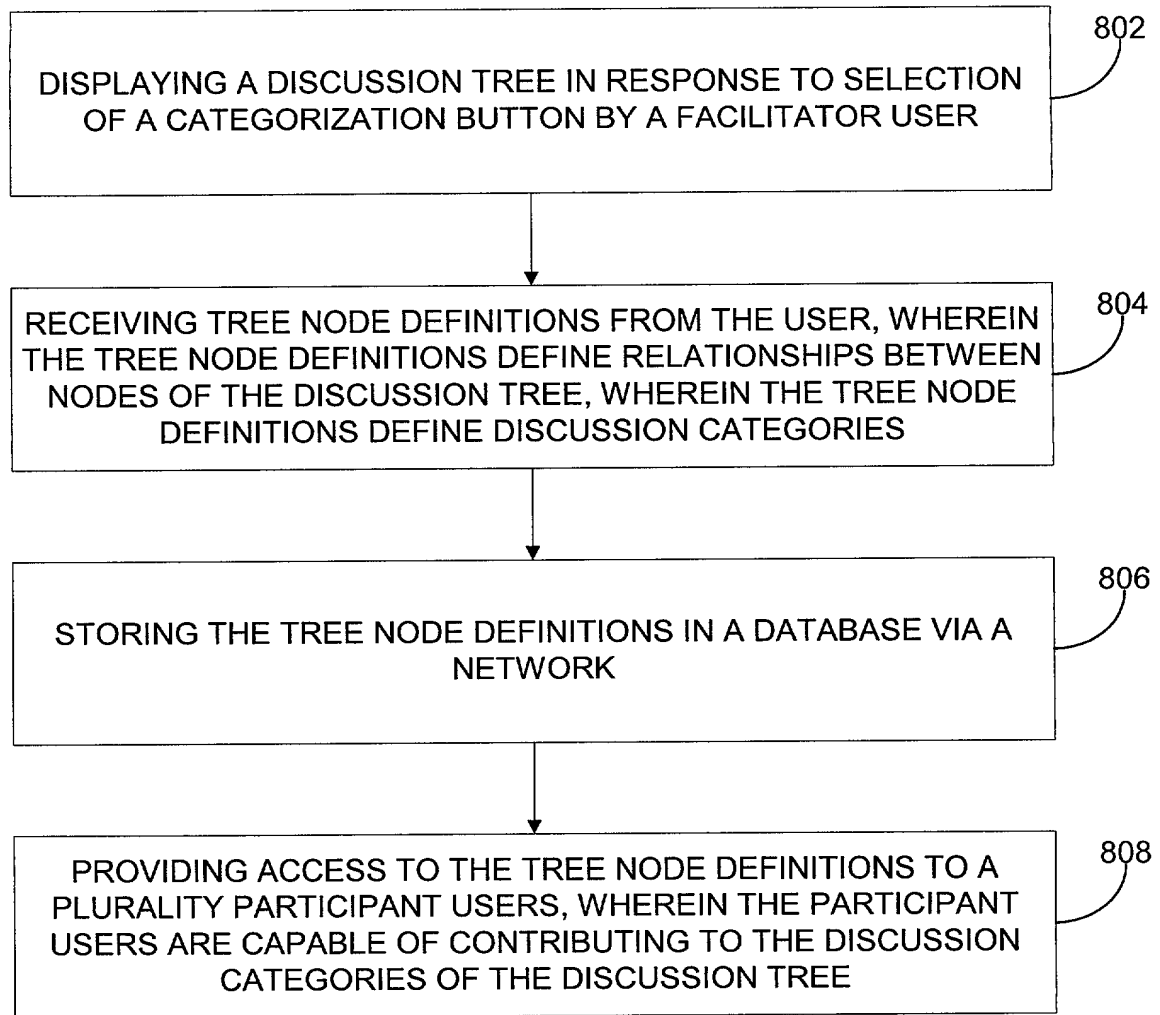 802
DISPLAYING A DISCUSSION TREE IN RESPONSE TO SELECTION
OF A CATEGORIZATION BUTTON BY A FACILITATOR USER
804
RECEIVING TREE NODE DEFINITIONS FROM THE USER, WHEREIN
THE TREE NODE DEFINITIONS DEFINE RELATIONSHIPS BETWEEN
NODES OF THE DISCUSSION TREE, WHEREIN THE TREE NODE
DEFINITIONS DEFINE DISCUSSION CATEGORIES
806
STORING THE TREE NODE DEFINITIONS IN A DATABASE VIA A
NETWORK
808
PROVIDING ACCESS TO THE TREE NODE DEFINITIONS TO A
PLURALITY PARTICIPANT USERS, WHEREIN THE PARTICIPANT
USERS ARE CAPABLE OF CONTRIBUTING TO THE DISCUSSION
CATEGORIES OF THE DISCUSSION TREE